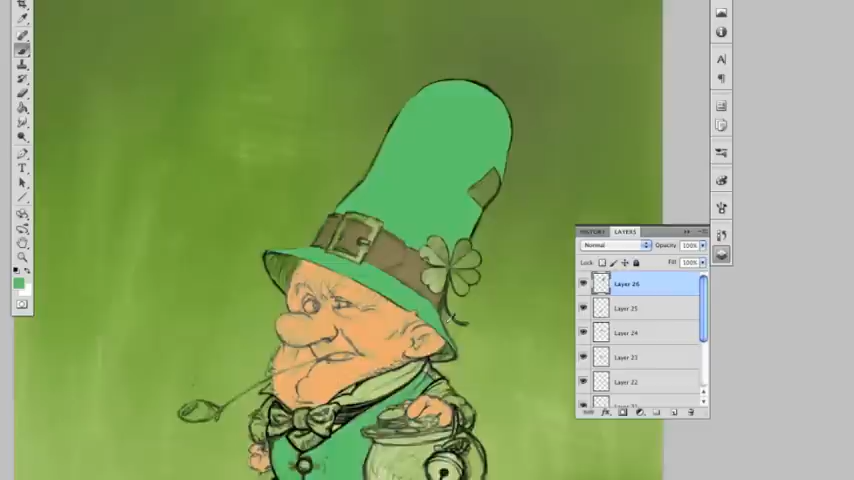 HISTORY LAYERS
Normal Opacity: 100%
Lock: Fill: 100%
Layer 26
Layer 25
Layer 24
Layer 23
Layer 22